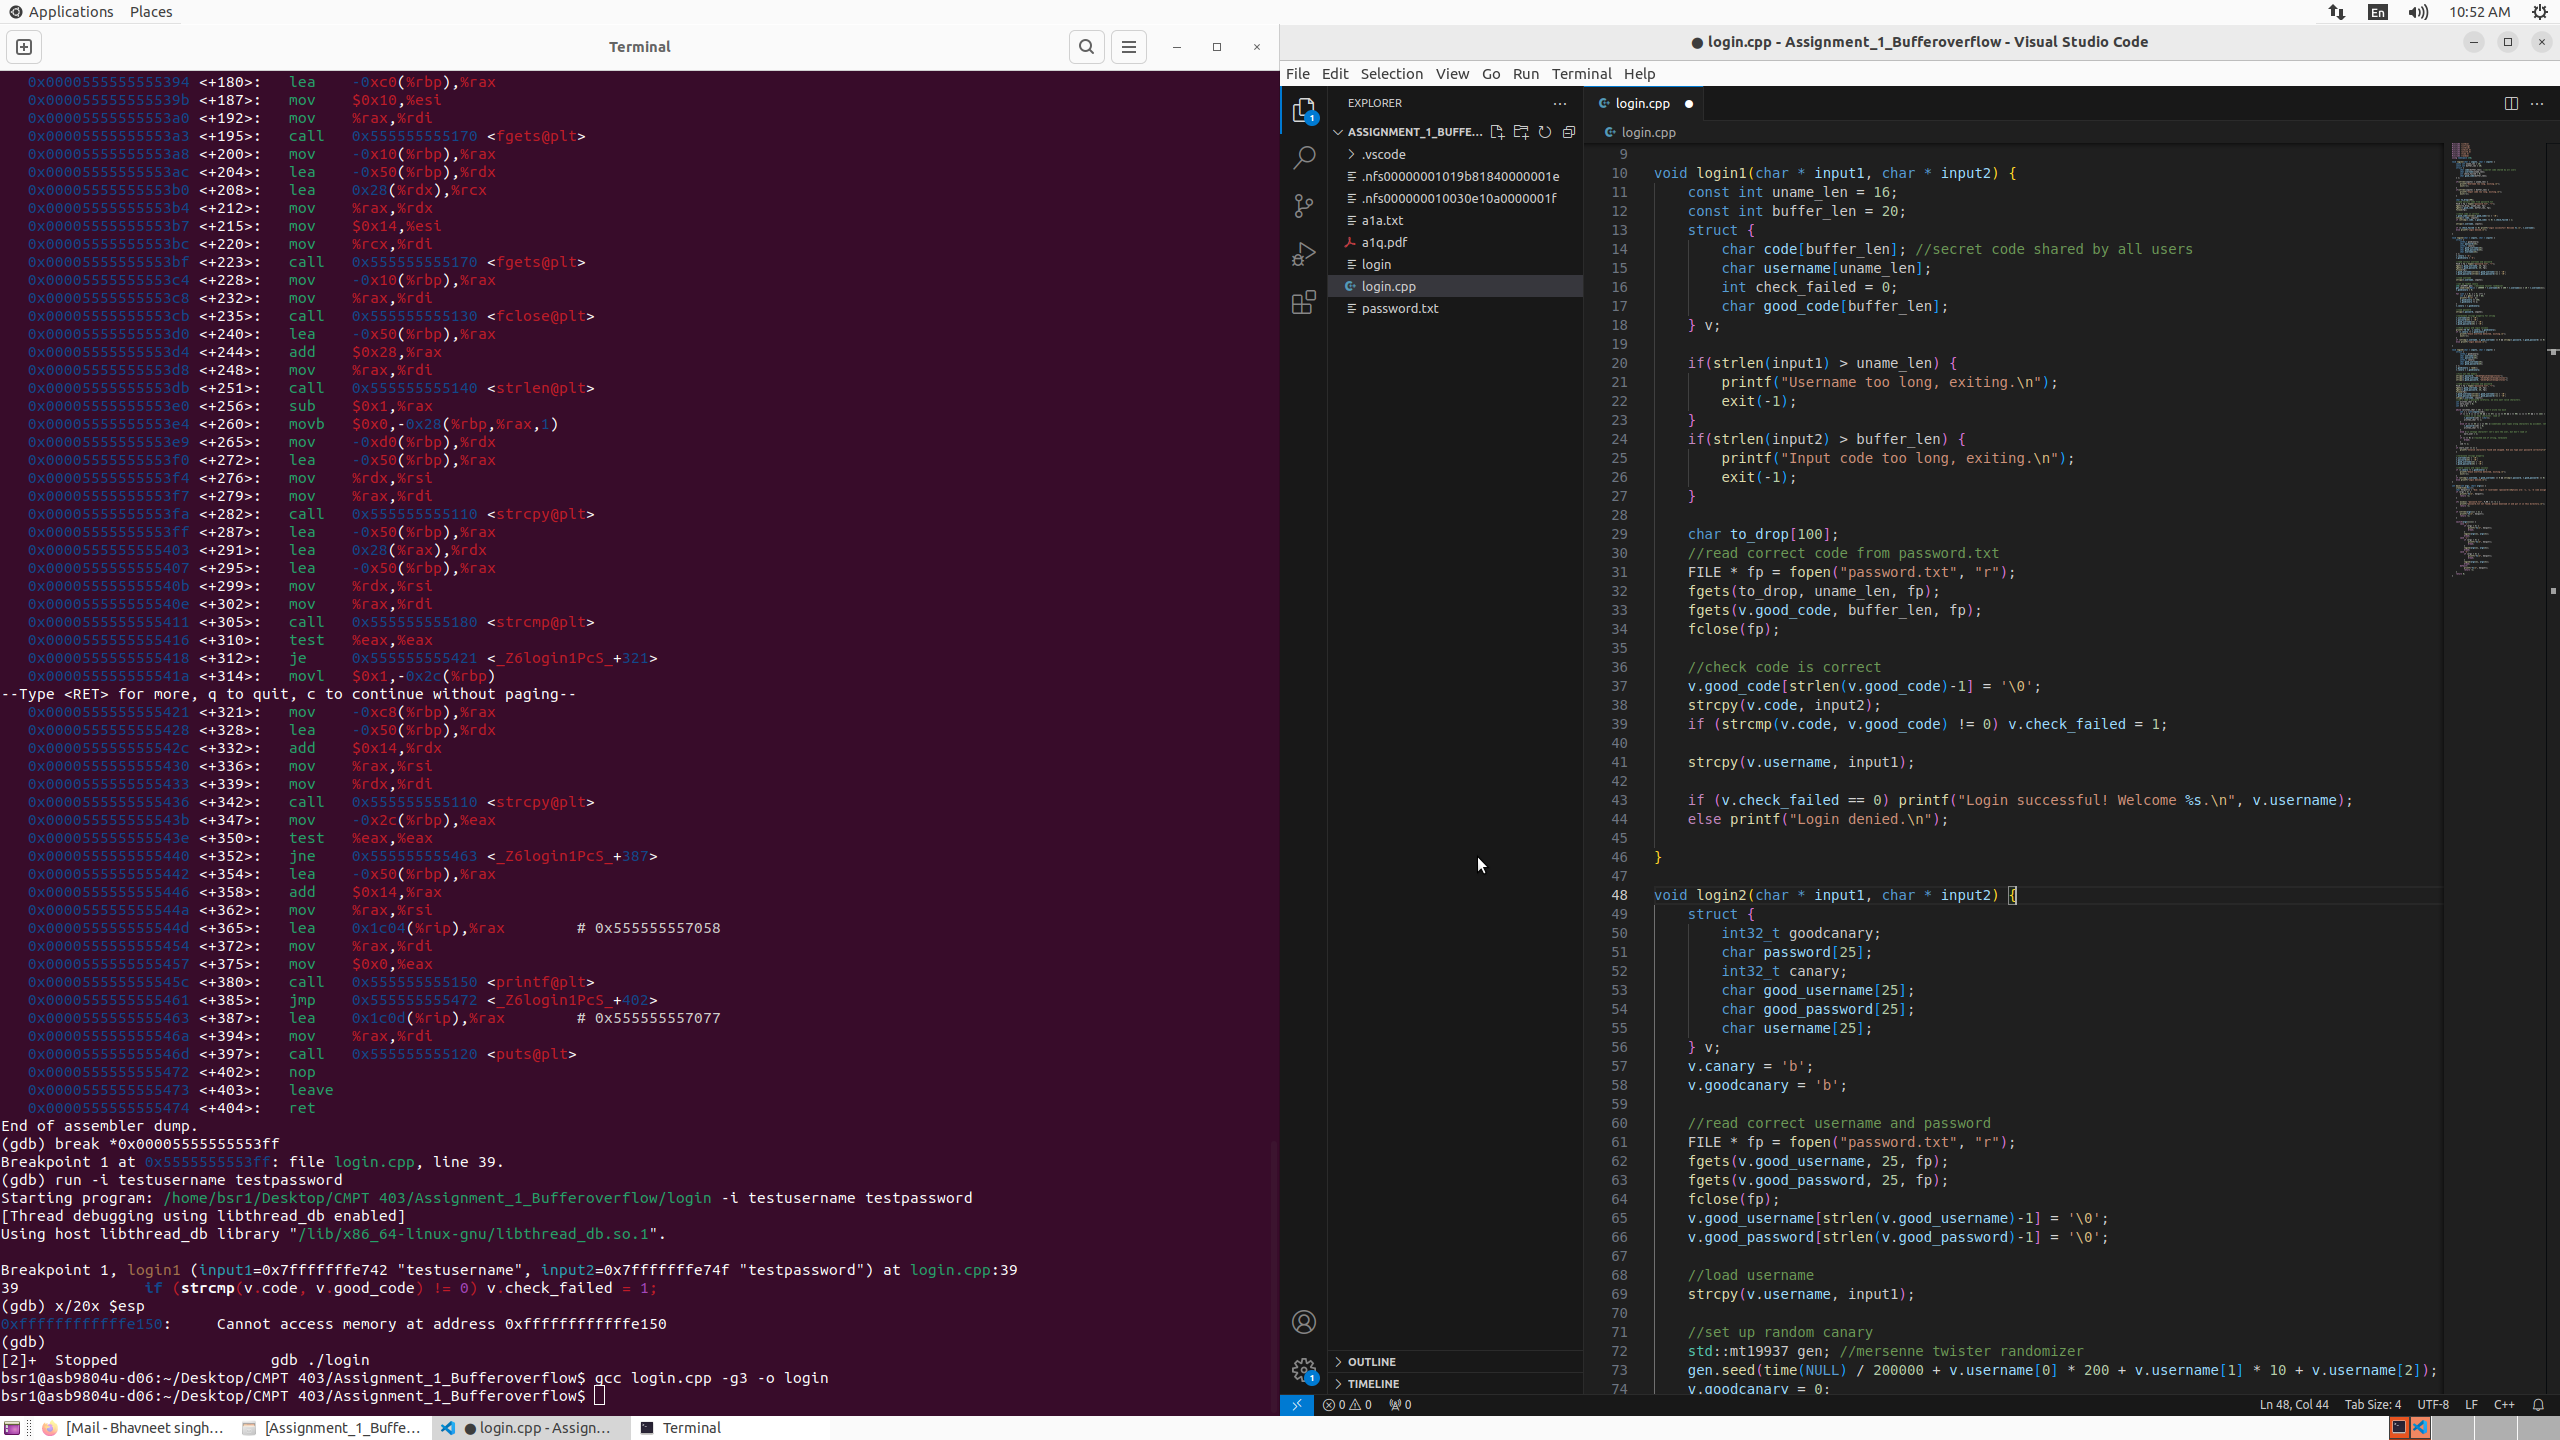 Applications Places
En 10:52 AM
Terminal
0x0000555555555394 <+180>: lea -0xc0(%rbp),%rax
0x000055555555539b <+187>: mov $0x10,%esi
0x00005555555553a0 <+192>: mov %rax,%rdi
0x00005555555553a3 <+195>: call 0x555555555170 <fgets@plt>
0x00005555555553a8 <+200>: mov -0x10(%rbp),%rax
0x00005555555553ac <+204>: lea -0x50(%rbp),%rdx
0x00005555555553b0 <+208>: lea 0x28(%rdx),%rcx
0x00005555555553b4 <+212>: mov %rax,%rdx
0x00005555555553b7 <+215>: mov $0x14,%esi
0x00005555555553bc <+220>: mov %rcx,%rdi
0x00005555555553bf <+223>: call 0x555555555170 <fgets@plt>
0x00005555555553c4 <+228>: mov -0x10(%rbp),%rax
0x00005555555553c8 <+232>: mov %rax,%rdi
0x00005555555553cb <+235>: call 0x555555555130 <fclose@plt>
0x00005555555553d0 <+240>: lea -0x50(%rbp),%rax
0x00005555555553d4 <+244>: add $0x28,%rax
0x00005555555553d8 <+248>: mov %rax,%rdi
0x00005555555553db <+251>: call 0x555555555140 <strlen@plt>
0x00005555555553e0 <+256>: sub $0x1,%rax
0x00005555555553e4 <+260>: movb $0x0,-0x28(%rbp,%rax,1)
0x00005555555553e9 <+265>: mov -0xd0(%rbp),%rdx
0x00005555555553f0 <+272>: lea -0x50(%rbp),%rax
0x00005555555553f4 <+276>: mov %rdx,%rsi
0x00005555555553f7 <+279>: mov %rax,%rdi
0x00005555555553fa <+282>: call 0x555555555110 <strcpy@plt>
0x00005555555553ff <+287>: lea -0x50(%rbp),%rax
0x0000555555555403 <+291>: lea 0x28(%rax),%rdx
0x0000555555555407 <+295>: lea -0x50(%rbp),%rax
0x000055555555540b <+299>: mov %rdx,%rsi
0x000055555555540e <+302>: mov %rax,%rdi
0x0000555555555411 <+305>: call 0x555555555180 <strcmp@plt>
0x0000555555555416 <+310>: test %eax,%eax
0x0000555555555418 <+312>: je 0x555555555421 <_Z6login1PcS_+321>
0x000055555555541a <+314>: movl $0x1,-0x2c(%rbp)
--Type <RET> for more, q to quit, c to continue without paging--
0x0000555555555421 <+321>: mov -0xc8(%rbp),%rax
0x0000555555555428 <+328>: lea -0x50(%rbp),%rdx
0x000055555555542c <+332>: add $0x14,%rdx
0x0000555555555430 <+336>: mov %rax,%rsi
0x0000555555555433 <+339>: mov %rdx,%rdi
0x0000555555555436 <+342>: call 0x555555555110 <strcpy@plt>
0x000055555555543b <+347>: mov -0x2c(%rbp),%eax
0x000055555555543e <+350>: test %eax,%eax
0x0000555555555440 <+352>: jne 0x555555555463 <_Z6login1PcS_+387>
0x0000555555555442 <+354>: lea -0x50(%rbp),%rax
0x0000555555555446 <+358>: add $0x14,%rax
0x000055555555544a <+362>: mov %rax,%rsi
0x000055555555544d <+365>: lea 0x1c04(%rip),%rax # 0x555555557058
0x0000555555555454 <+372>: mov %rax,%rdi
0x0000555555555457 <+375>: mov $0x0,%eax
0x000055555555545c <+380>: call 0x555555555150 <printf@plt>
0x0000555555555461 <+385>: jmp 0x555555555472 <_Z6login1PcS_+402>
0x0000555555555463 <+387>: lea 0x1c0d(%rip),%rax # 0x555555557077
0x000055555555546a <+394>: mov %rax,%rdi
0x000055555555546d <+397>: call 0x555555555120 <puts@plt>
0x0000555555555472 <+402>: nop
0x0000555555555473 <+403>: leave
0x0000555555555474 <+404>: ret
End of assembler dump.
(gdb) break *0x00005555555553ff
Breakpoint 1 at 0x5555555553ff: file login.cpp, line 39.
(gdb) run -i testusername testpassword
Starting program: /home/bsr1/Desktop/CMPT 403/Assignment_1_Bufferoverflow/login -i testusername testpassword
[Thread debugging using libthread_db enabled]
Using host libthread_db library "/lib/x86_64-linux-gnu/libthread_db.so.1".
Breakpoint 1, login1 (input1=0x7fffffffe742 "testusername", input2=0x7fffffffe74f "testpassword") at login.cpp:39
39 if (strcmp(v.code, v.good_code) != 0) v.check_failed = 1;
(gdb) x/20x $esp
0xffffffffffffe150: Cannot access memory at address 0xffffffffffffe150
(gdb)
[2]+ Stopped gdb ./login
bsr1@asb9804u-d06:~/Desktop/CMPT 403/Assignment_1_Bufferoverflow$ gcc login.cpp -g3 -o login
bsr1@asb9804u-d06:~/Desktop/CMPT 403/Assignment_1_Bufferoverflow$
● login.cpp - Assignment_1_Bufferoverflow - Visual Studio Code
File Edit Selection View Go Run Terminal Help
EXPLORER
ASSIGNMENT_1_BUFFE...
.vscode
.nfs00000001019b81840000001e
.nfs000000010030e10a0000001f
a1a.txt
a1q.pdf
login
login.cpp
password.txt
OUTLINE
TIMELINE
login.cpp
login.cpp
9
10 void login1(char * input1, char * input2) {
11 const int uname_len = 16;
12 const int buffer_len = 20;
13 struct {
14 char code[buffer_len]; //secret code shared by all users
15 char username[uname_len];
16 int check_failed = 0;
17 char good_code[buffer_len];
18 } v;
19
20 if(strlen(input1) > uname_len) {
21 printf("Username too long, exiting.\n");
22 exit(-1);
23 }
24 if(strlen(input2) > buffer_len) {
25 printf("Input code too long, exiting.\n");
26 exit(-1);
27 }
28
29 char to_drop[100];
30 //read correct code from password.txt
31 FILE * fp = fopen("password.txt", "r");
32 fgets(to_drop, uname_len, fp);
33 fgets(v.good_code, buffer_len, fp);
34 fclose(fp);
35
36 //check code is correct
37 v.good_code[strlen(v.good_code)-1] = '\0';
38 strcpy(v.code, input2);
39 if (strcmp(v.code, v.good_code) != 0) v.check_failed = 1;
40
41 strcpy(v.username, input1);
42
43 if (v.check_failed == 0) printf("Login successful! Welcome %s.\n", v.username);
44 else printf("Login denied.\n");
45
46 }
47
48 void login2(char * input1, char * input2) {
49 struct {
50 int32_t goodcanary;
51 char password[25];
52 int32_t canary;
53 char good_username[25];
54 char good_password[25];
55 char username[25];
56 } v;
57 v.canary = 'b';
58 v.goodcanary = 'b';
59
60 //read correct username and password
61 FILE * fp = fopen("password.txt", "r");
62 fgets(v.good_username, 25, fp);
63 fgets(v.good_password, 25, fp);
64 fclose(fp);
65 v.good_username[strlen(v.good_username)-1] = '\0';
66 v.good_password[strlen(v.good_password)-1] = '\0';
67
68 //load username
69 strcpy(v.username, input1);
70
71 //set up random canary
72 std::mt19937 gen; //mersenne twister randomizer
73 gen.seed(time(NULL) / 200000 + v.username[0] * 200 + v.username[1] * 10 + v.username[2]);
74 v.goodcanary = 0;
0 0 0 Ln 48, Col 44 Tab Size: 4 UTF-8 LF C++
[Mail - Bhavneet singh... [Assignment_1_Buffe... ● login.cpp - Assign... Terminal